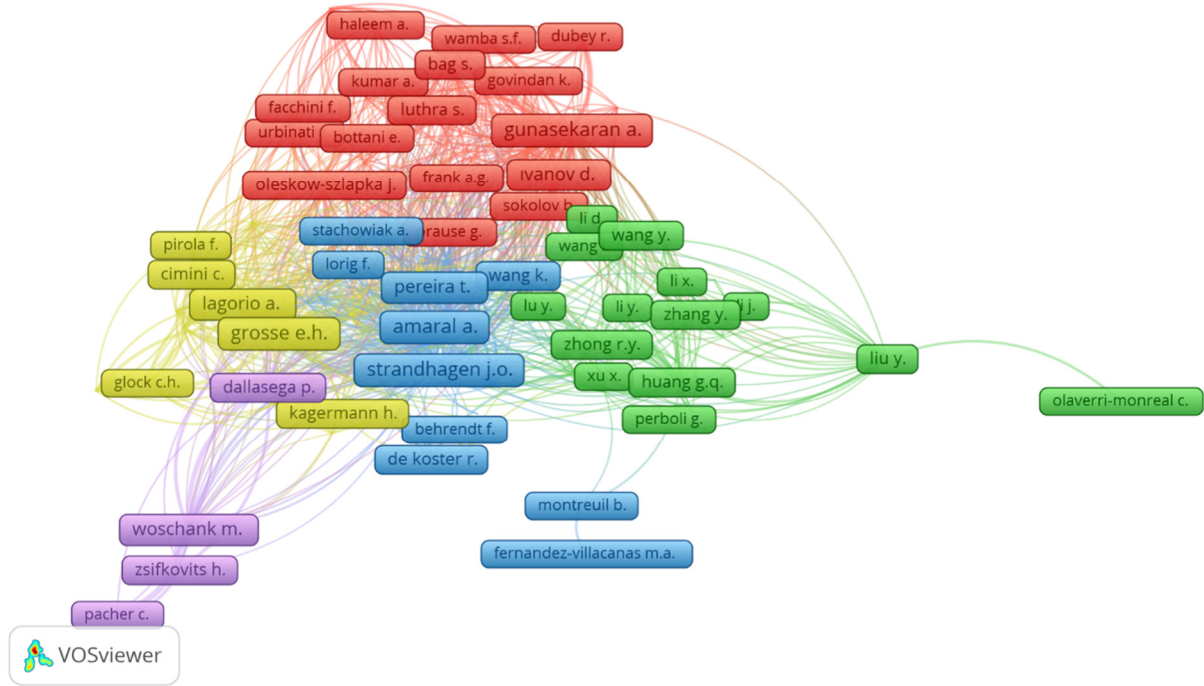 haleem a.
wamba s.f.
dubey r.
bag s.
kumar a.
govindan k.
facchini f.
luthra s.
urbinati
bottani e.
gunasekaran a.
oleskow-szlapka j.
frank a.g.
ivanov d.
sokolov b
li d
stachowiak a.
rause g.
wang y.
wang
pirola f.
cimini c.
lorig f.
pereira t.
wang k.
li x.
lagorio a.
lu y.
li y.
zhang y.
j.
grosse e.h.
amaral a.
zhong r.y.
liu y.
glock c.h.
dallasega p.
strandhagen j.o.
xu x.
huang g.q.
olaverri-monreal c.
kagermann h.
behrendt f.
perboli g.
de koster r.
montreuil b.
woschank m.
fernandez-villacanas m.a.
zsifkovits h.
pacher c.
VOSviewer